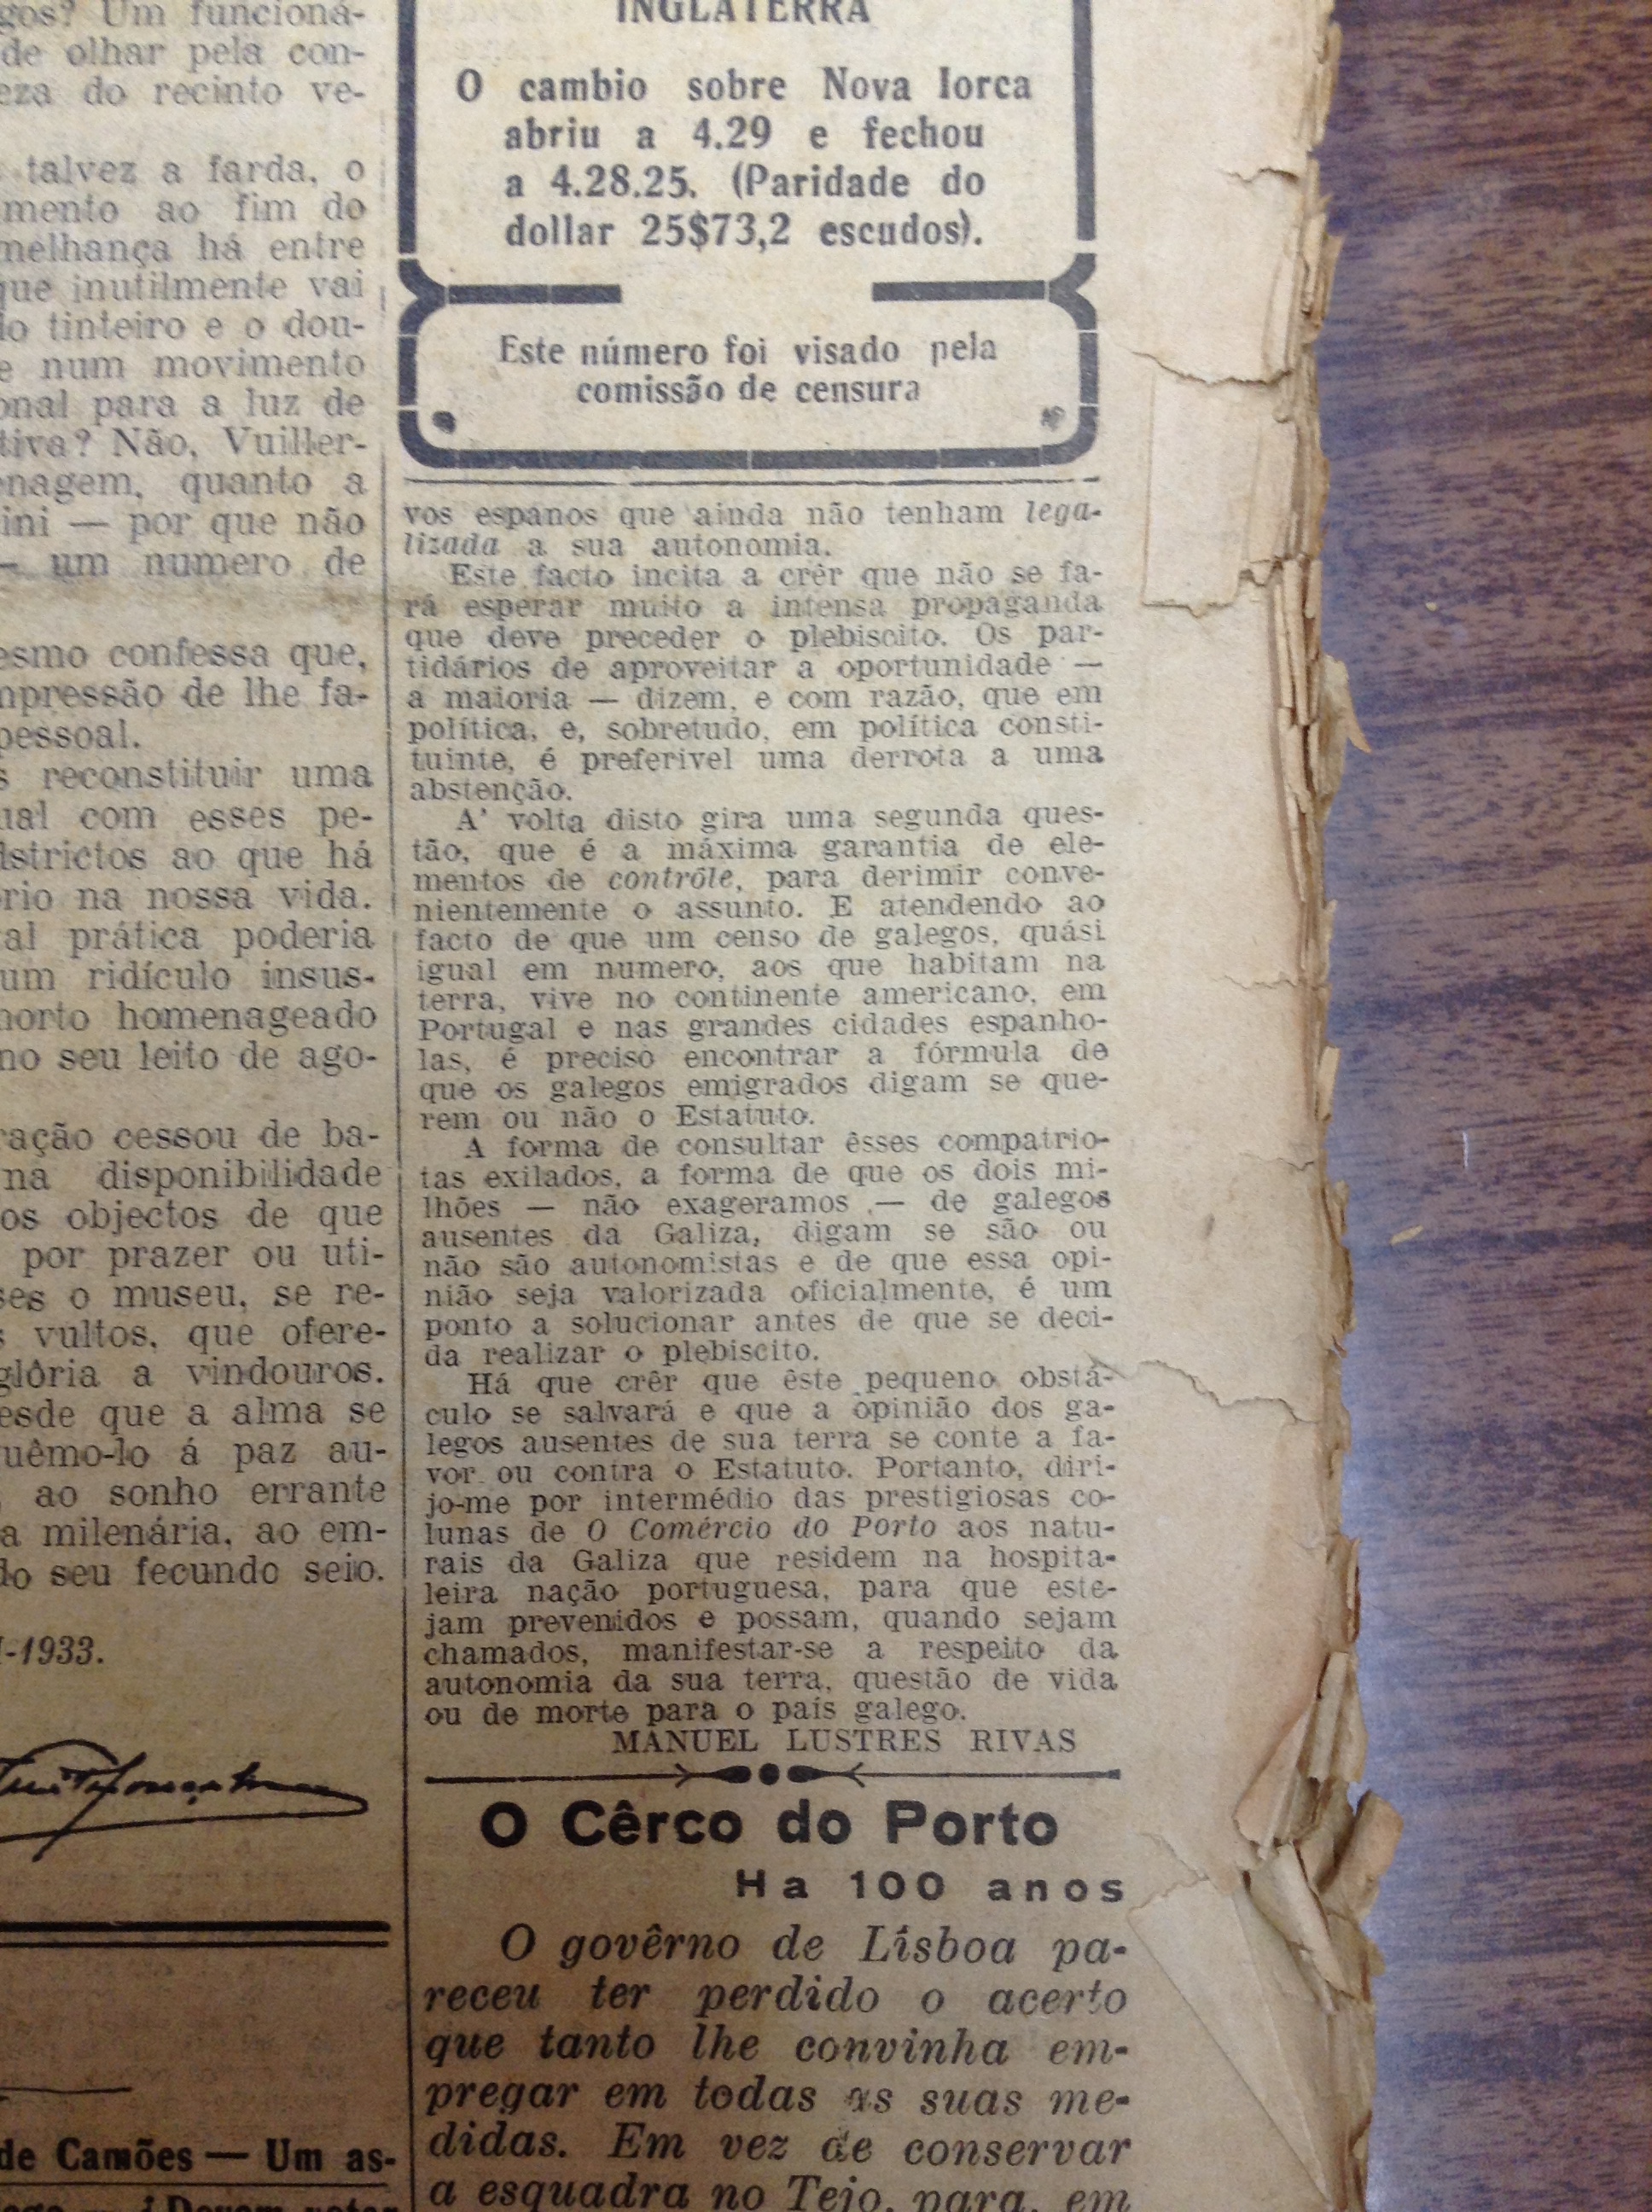 gos? Um funcioná-
de olhar pela con-
eza do recinto ve-
talvez a farda, o
mento ao fim do
melhança há entre
que inutilmente vai
do tinteiro e o dou-
e num movimento
onal para a luz de
tiva? Não, Vuiller-
enagem, quanto a
ini — por que não
— um numero de
esmo confessa que,
mpressão de lhe fa-
pessoal.
s reconstituir uma
ual com esses pe-
dstrictos ao que há
rio na nossa vida.
tal prática poderia
um ridículo insus-
morto homenageado
no seu leito de ago-
ração cessou de ba-
na disponibilidade
os objectos de que
por prazer ou uti-
ses o museu, se re-
s vultos, que ofere-
glôria a vindouros.
esde que a alma se
uêmo-lo á paz au-
ao sonho errante
a milenária, ao em-
do seu fecundo seio.
-1933.
de Camões — Um as-
INGLATERRA
O cambio sobre Nova Iorca
abriu a 4.29 e fechou
a 4.28.25. (Paridade do
dollar 25$73,2 escudos).
Este número foi visado pela
comissão de censura
vos espanos que ainda não tenham lega-
lizada a sua autonomia.
Este facto incita a crêr que não se fa-
rá esperar muito a intensa propaganda
que deve preceder o plebiscito. Os par-
tidários de aproveitar a oportunidade —
a maioria — dizem, e com razão, que em
política, e, sobretudo, em política consti-
tuinte, é preferivel uma derrota a uma
abstenção.
A' volta disto gira uma segunda ques-
tão, que é a máxima garantia de ele-
mentos de contrôle, para derimir conve-
nientemente o assunto. E atendendo ao
facto de que um censo de galegos, quási
igual em numero, aos que habitam na
terra, vive no continente americano, em
Portugal e nas grandes cidades espanho-
las, é preciso encontrar a fórmula de
que os galegos emigrados digam se que-
rem ou não o Estatuto.
A forma de consultar êsses compatrio-
tas exilados, a forma de que os dois mi-
lhões — não exageramos — de galegos
ausentes da Galiza, digam se são ou
não são autonomistas e de que essa opi-
nião seja valorizada oficialmente, é um
ponto a solucionar antes de que se deci-
da realizar o plebiscito.
Há que crêr que êste pequeno obstá-
culo se salvará e que a opinião dos ga-
legos ausentes de sua terra se conte a fa-
vor ou contra o Estatuto. Portanto, diri-
jo-me por intermédio das prestigiosas co-
lunas de O Comércio do Porto aos natu-
rais da Galiza que residem na hospita-
leira nação portuguesa, para que este-
jam prevenidos e possam, quando sejam
chamados, manifestar-se a respeito da
autonomia da sua terra, questão de vida
ou de morte para o país galego.
MANUEL LUSTRES RIVAS
O Cêrco do Porto
Ha 100 anos
O govêrno de Lisboa pa-
receu ter perdido o acerto
que tanto lhe convinha em-
pregar em todas as suas me-
didas. Em vez de conservar
a esquadra no Tejo, para, em